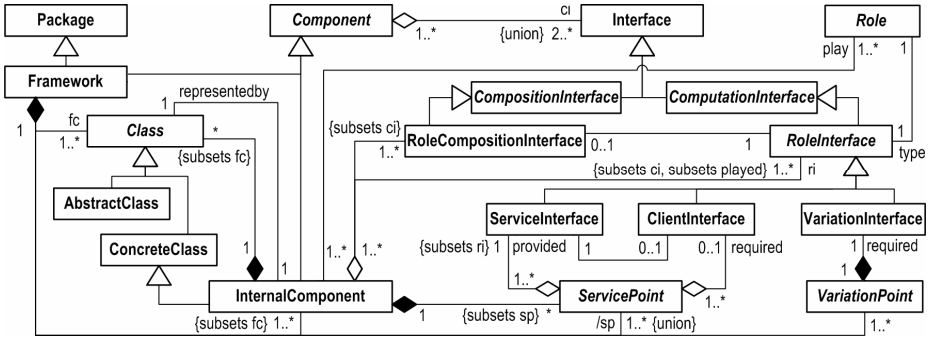 Package
Component
ci
Interface
Role
1..*
{union}
2..*
play
1..*
1
Framework
representedby
CompositionInterface
ComputationInterface
1
fc
1
1..*
Class
*
{subsets fc}
{subsets ci}
1..*
RoleCompositionInterface
0..1
1
RoleInterface
1
type
{subsets ci, subsets played}
1..*
ri
AbstractClass
ServiceInterface
ClientInterface
VariationInterface
ConcreteClass
{subsets ri}
1
provided
1
0..1
0..1
required
1
required
1
1
1..*
1..*
1..*
1..*
1
InternalComponent
ServicePoint
VariationPoint
1
{subsets sp}
*
{subsets fc}
1..*
/sp
1..*
{union}
1..*